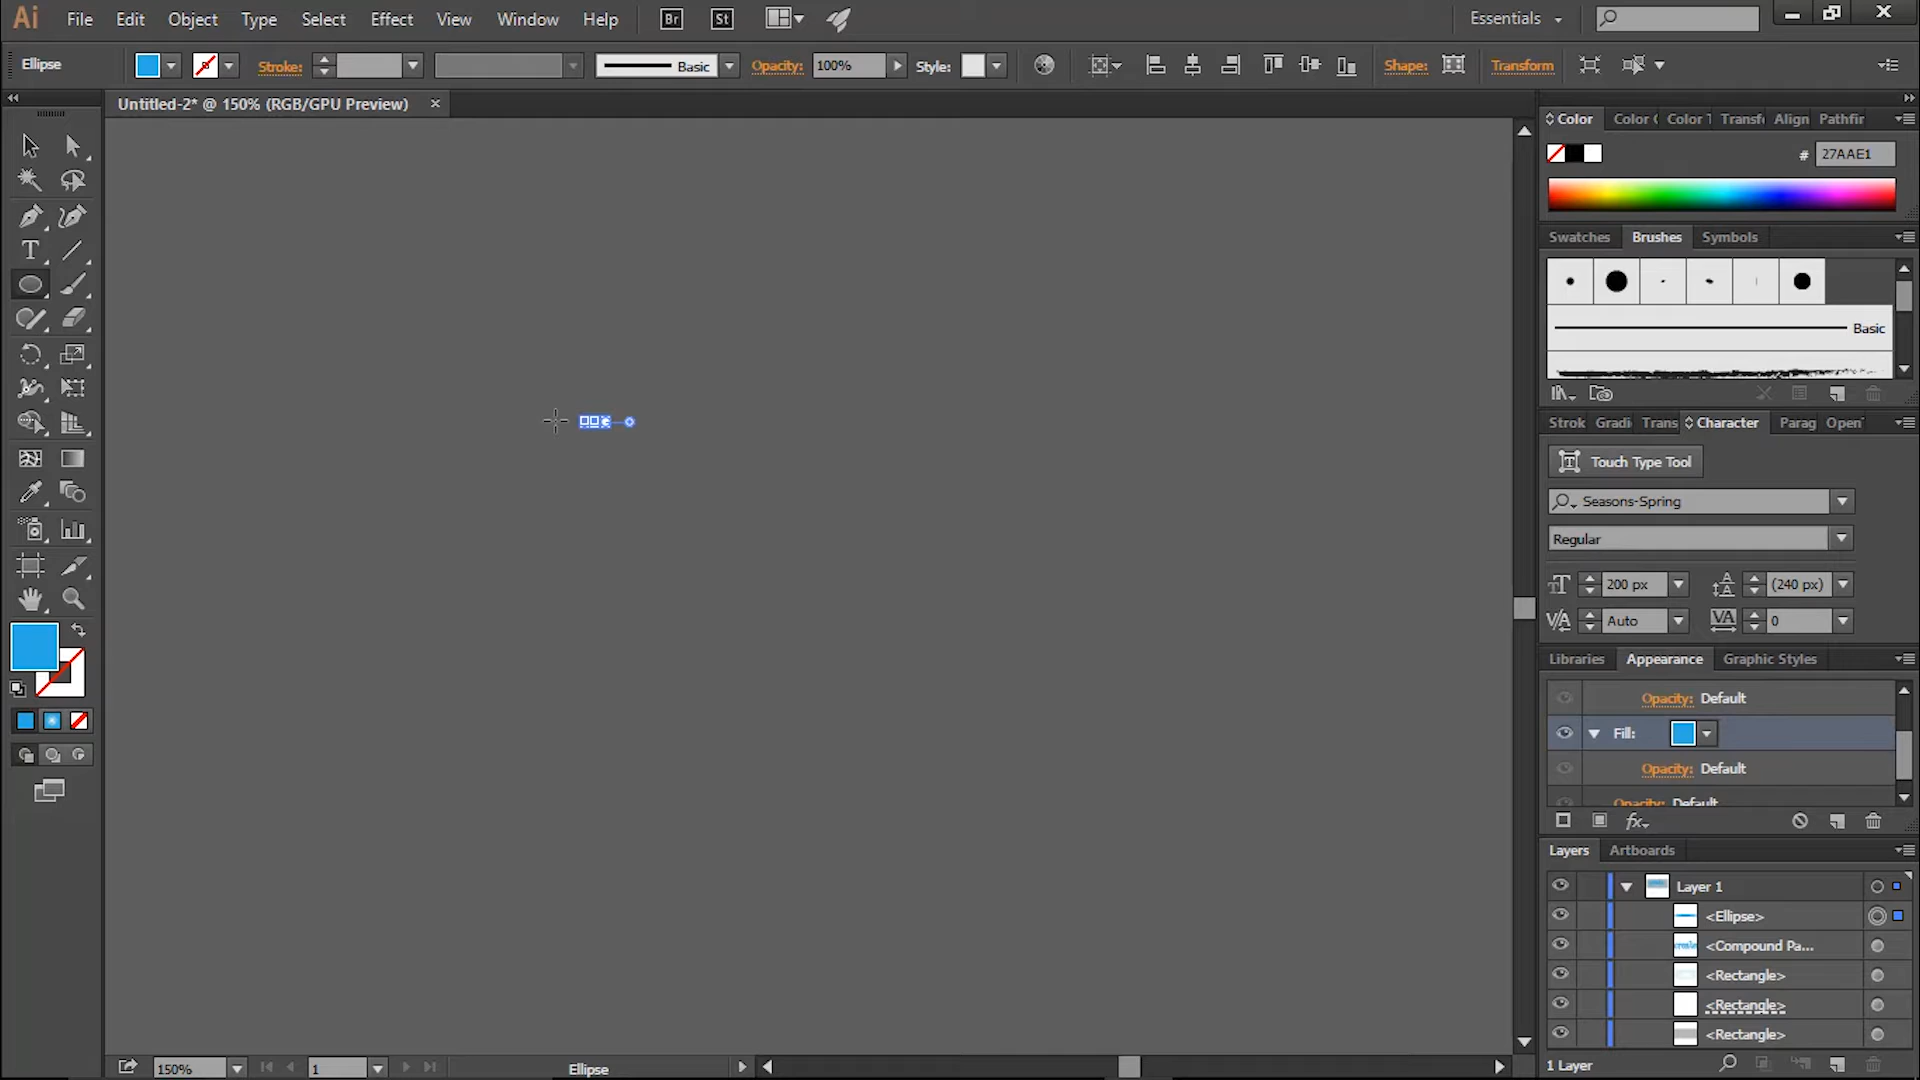 Ai File Edit Object Type Select Effect View Window Help Br St Essentials
Ellipse Stroke: Basic Opacity: 100% Style: Shape: Transform
Untitled-2* @ 150% (RGB/GPU Preview)
Color Color Color T Transf Align Pathfir
# 27AAE1
Swatches Brushes Symbols
Basic
Strok Gradi Trans Character Parag Open
Touch Type Tool
Seasons-Spring
Regular
200 px (240 px)
Auto 0
Libraries Appearance Graphic Styles
Opacity: Default
Fill:
Opacity: Default
Opacity: Default
Layers Artboards
Layer 1
<Ellipse>
<Compound Pa...
<Rectangle>
<Rectangle>
<Rectangle>
150% 1 Ellipse 1 Layer